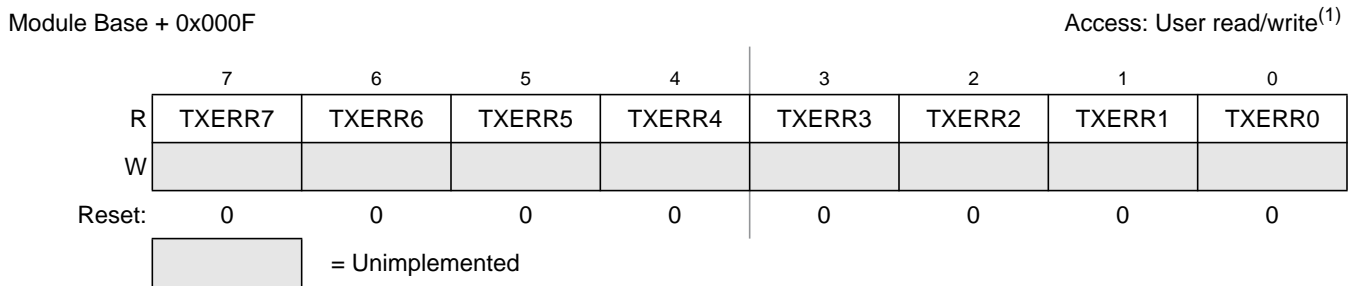 Module Base + 0x000F Access: User read/write(1)
7 6 5 4 3 2 1 0
R TXERR7 TXERR6 TXERR5 TXERR4 TXERR3 TXERR2 TXERR1 TXERR0
W
Reset: 0 0 0 0 0 0 0 0
= Unimplemented